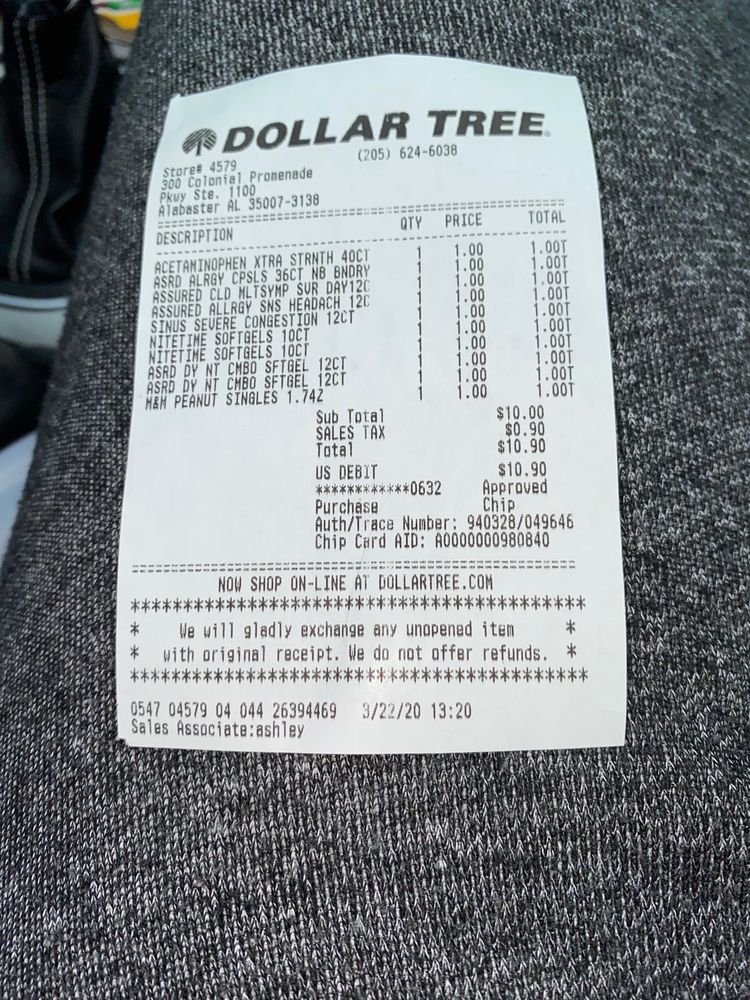 DOLLAR TREE
(205) 624-6038
Store# 4579
300 Colonial Promenade
Pkwy Ste. 1100
Alabaster AL 35007-3138
DESCRIPTION QTY PRICE TOTAL
ACETAMINOPHEN XTRA STRNTH 40CT 1 1.00 1.00T
ASRD ALRGY CPSLS 36CT NB BNDRY 1 1.00 1.00T
ASSURED CLD MLTSYMP SUR DAY12C 1 1.00 1.00T
ASSURED ALLRGY SNS HEADACH 12C 1 1.00 1.00T
SINUS SEVERE CONGESTION 12CT 1 1.00 1.00T
NITETIME SOFTGELS 10CT 1 1.00 1.00T
NITETIME SOFTGELS 10CT 1 1.00 1.00T
ASRD DY NT CMBO SFTGEL 12CT 1 1.00 1.00T
ASRD DY NT CMBO SFTGEL 12CT 1 1.00 1.00T
M&M PEANUT SINGLES 1.74Z 1 1.00 1.00T
Sub Total $10.00
SALES TAX $0.90
Total $10.90
US DEBIT $10.90
************0632 Approved
Purchase Chip
Auth/Trace Number: 940328/049646
Chip Card AID: A0000000980840
NOW SHOP ON-LINE AT DOLLARTREE.COM
******************************************
* We will gladly exchange any unopened item *
* with original receipt. We do not offer refunds. *
******************************************
0547 04579 04 044 26394469 3/22/20 13:20
Sales Associate:ashley